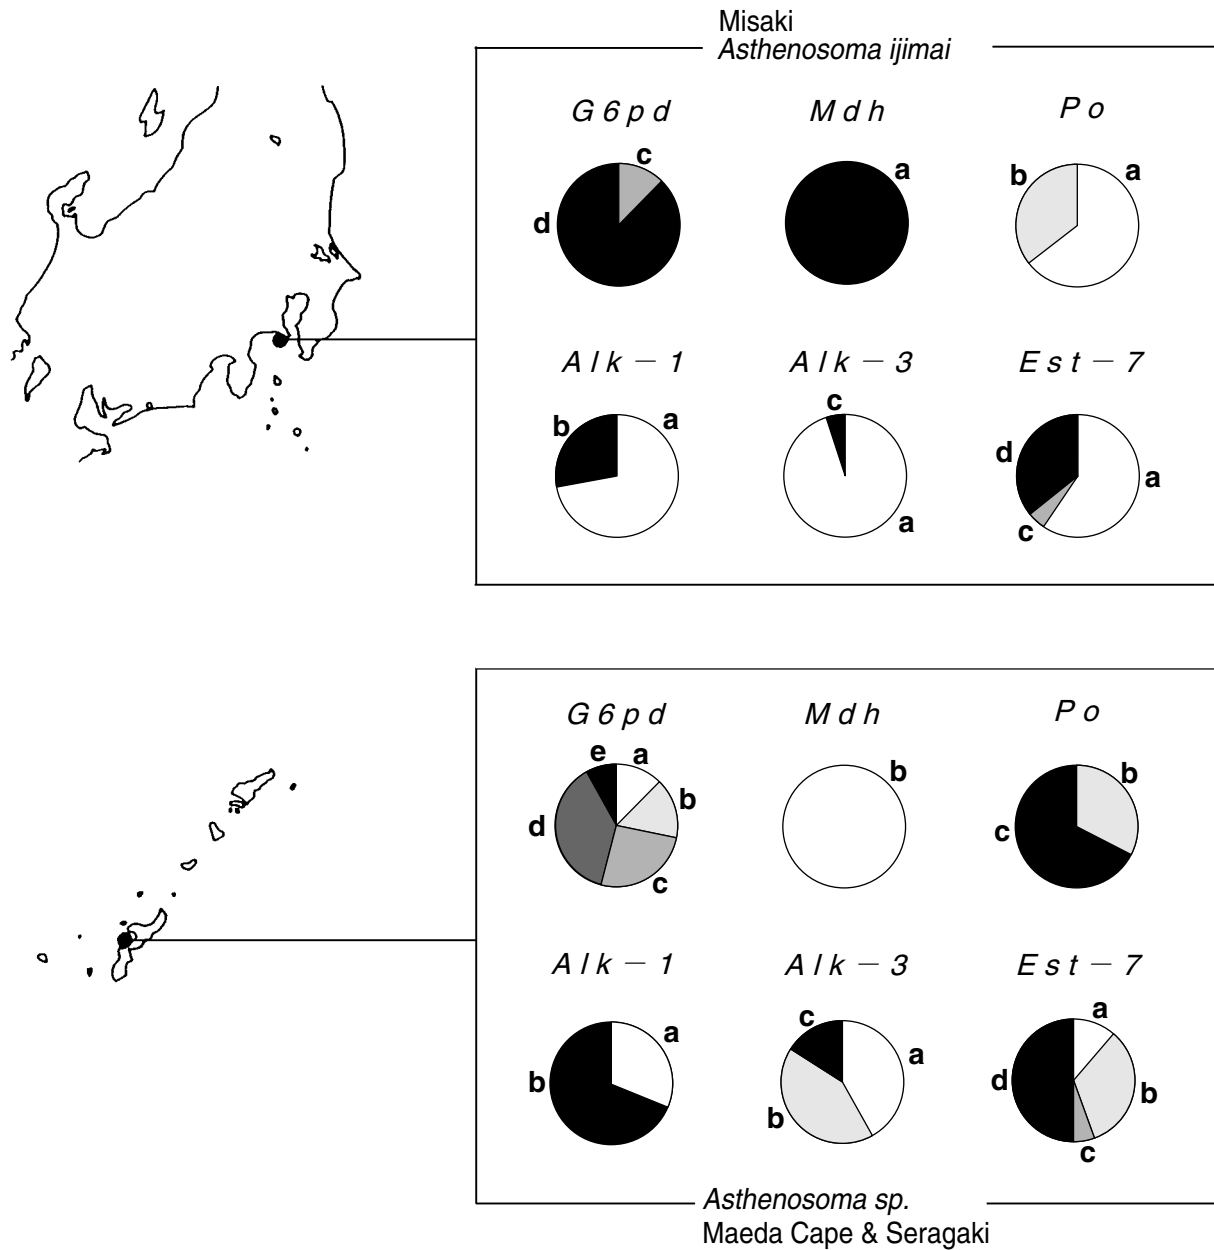 Misaki
Asthenosoma ijimai
G6pd Mdh Po
c
d
a
b
a
Alk-1 Alk-3 Est-7
b
a
c
a
d
a
c
G6pd Mdh Po
e
a
b
c
d
b
b
c
Alk-1 Alk-3 Est-7
a
b
c
a
b
a
b
c
d
Asthenosoma sp.
Maeda Cape & Seragaki